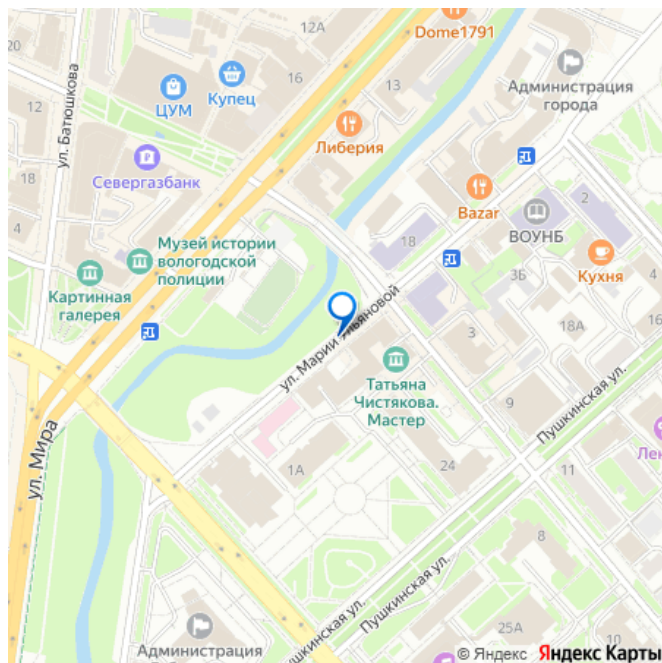 12А
Dome1791
20
ул. Батюшкова
16
13
Администрация
города
12
ЦУМ
Купец
Либерия
Севергазбанк
18
2
Bazar
ВОУНБ
4
Музей истории
вологодской
полиции
18
Кухня
3Б
Картинная
галерея
ул. Марии Ульяновой
18А
16
3
Татьяна
Чистякова.
Мастер
Пушкинская ул.
9
ул. Мира
Лен
1А
24
11
8
Пушкинская ул.
Администрация
25А
10
Пушкинская ул.
© Яндекс Яндекс Карты